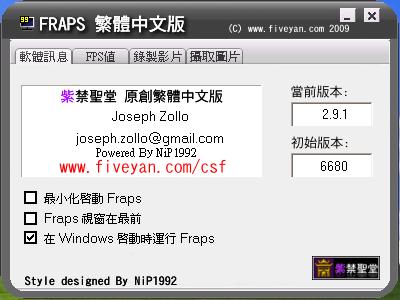 99
FRAPS 繁體中文版
(C) www.fiveyan.com 2009
軟體訊息 FPS值 錄製影片 攝取圖片
紫禁聖堂 原創繁體中文版
Joseph Zollo
joseph.zollo@gmail.com
Powered By NiP1992
www.fiveyan.com/csf
當前版本:
2.9.1
初始版本:
6680
最小化啓動 Fraps
Fraps 視窗在最前
在 Windows 啓動時運行 Fraps
紫禁聖堂
Style designed By NiP1992